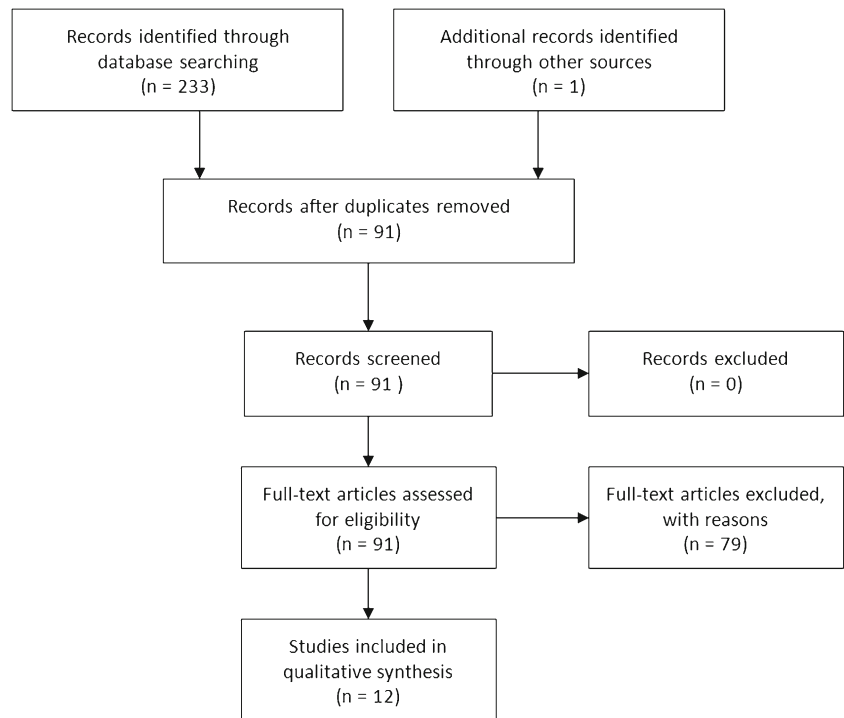 Records identified through
database searching
(n = 233)
Additional records identified
through other sources
(n = 1)
Records after duplicates removed
(n = 91)
Records screened
(n = 91 )
Records excluded
(n = 0)
Full-text articles assessed
for eligibility
(n = 91)
Full-text articles excluded,
with reasons
(n = 79)
Studies included in
qualitative synthesis
(n = 12)